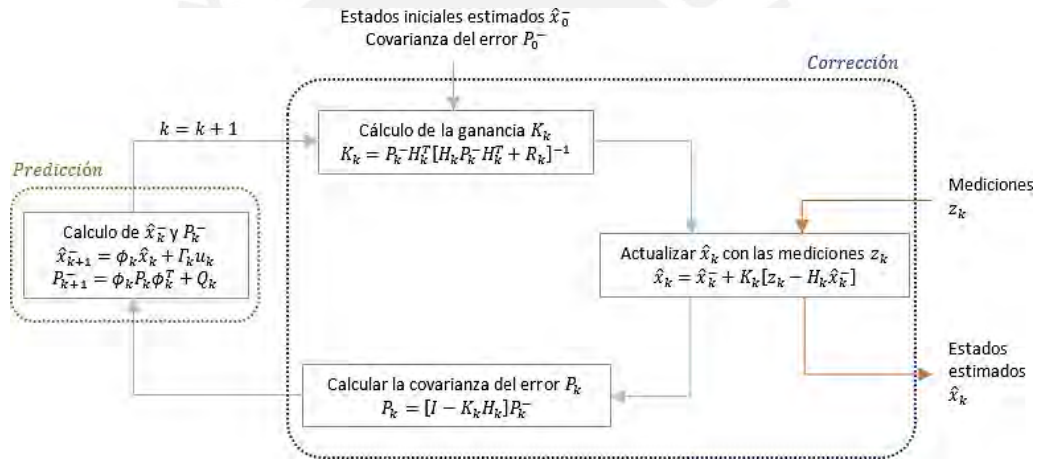 Estados iniciales estimados x̂₀⁻
Covarianza del error P₀⁻
Corrección
k = k + 1
Cálculo de la ganancia Kₖ
Kₖ = Pₖ⁻Hₖᵀ[HₖPₖ⁻Hₖᵀ + Rₖ]⁻¹
Predicción
Calculo de x̂ₖ⁻ y Pₖ⁻
x̂ₖ₊₁⁻ = ϕₖx̂ₖ + Γₖuₖ
Pₖ₊₁⁻ = ϕₖPₖϕₖᵀ + Qₖ
Mediciones
zₖ
Actualizar x̂ₖ con las mediciones zₖ
x̂ₖ = x̂ₖ⁻ + Kₖ[zₖ − Hₖx̂ₖ⁻]
Calcular la covarianza del error Pₖ
Pₖ = [I − KₖHₖ]Pₖ⁻
Estados
estimados
x̂ₖ